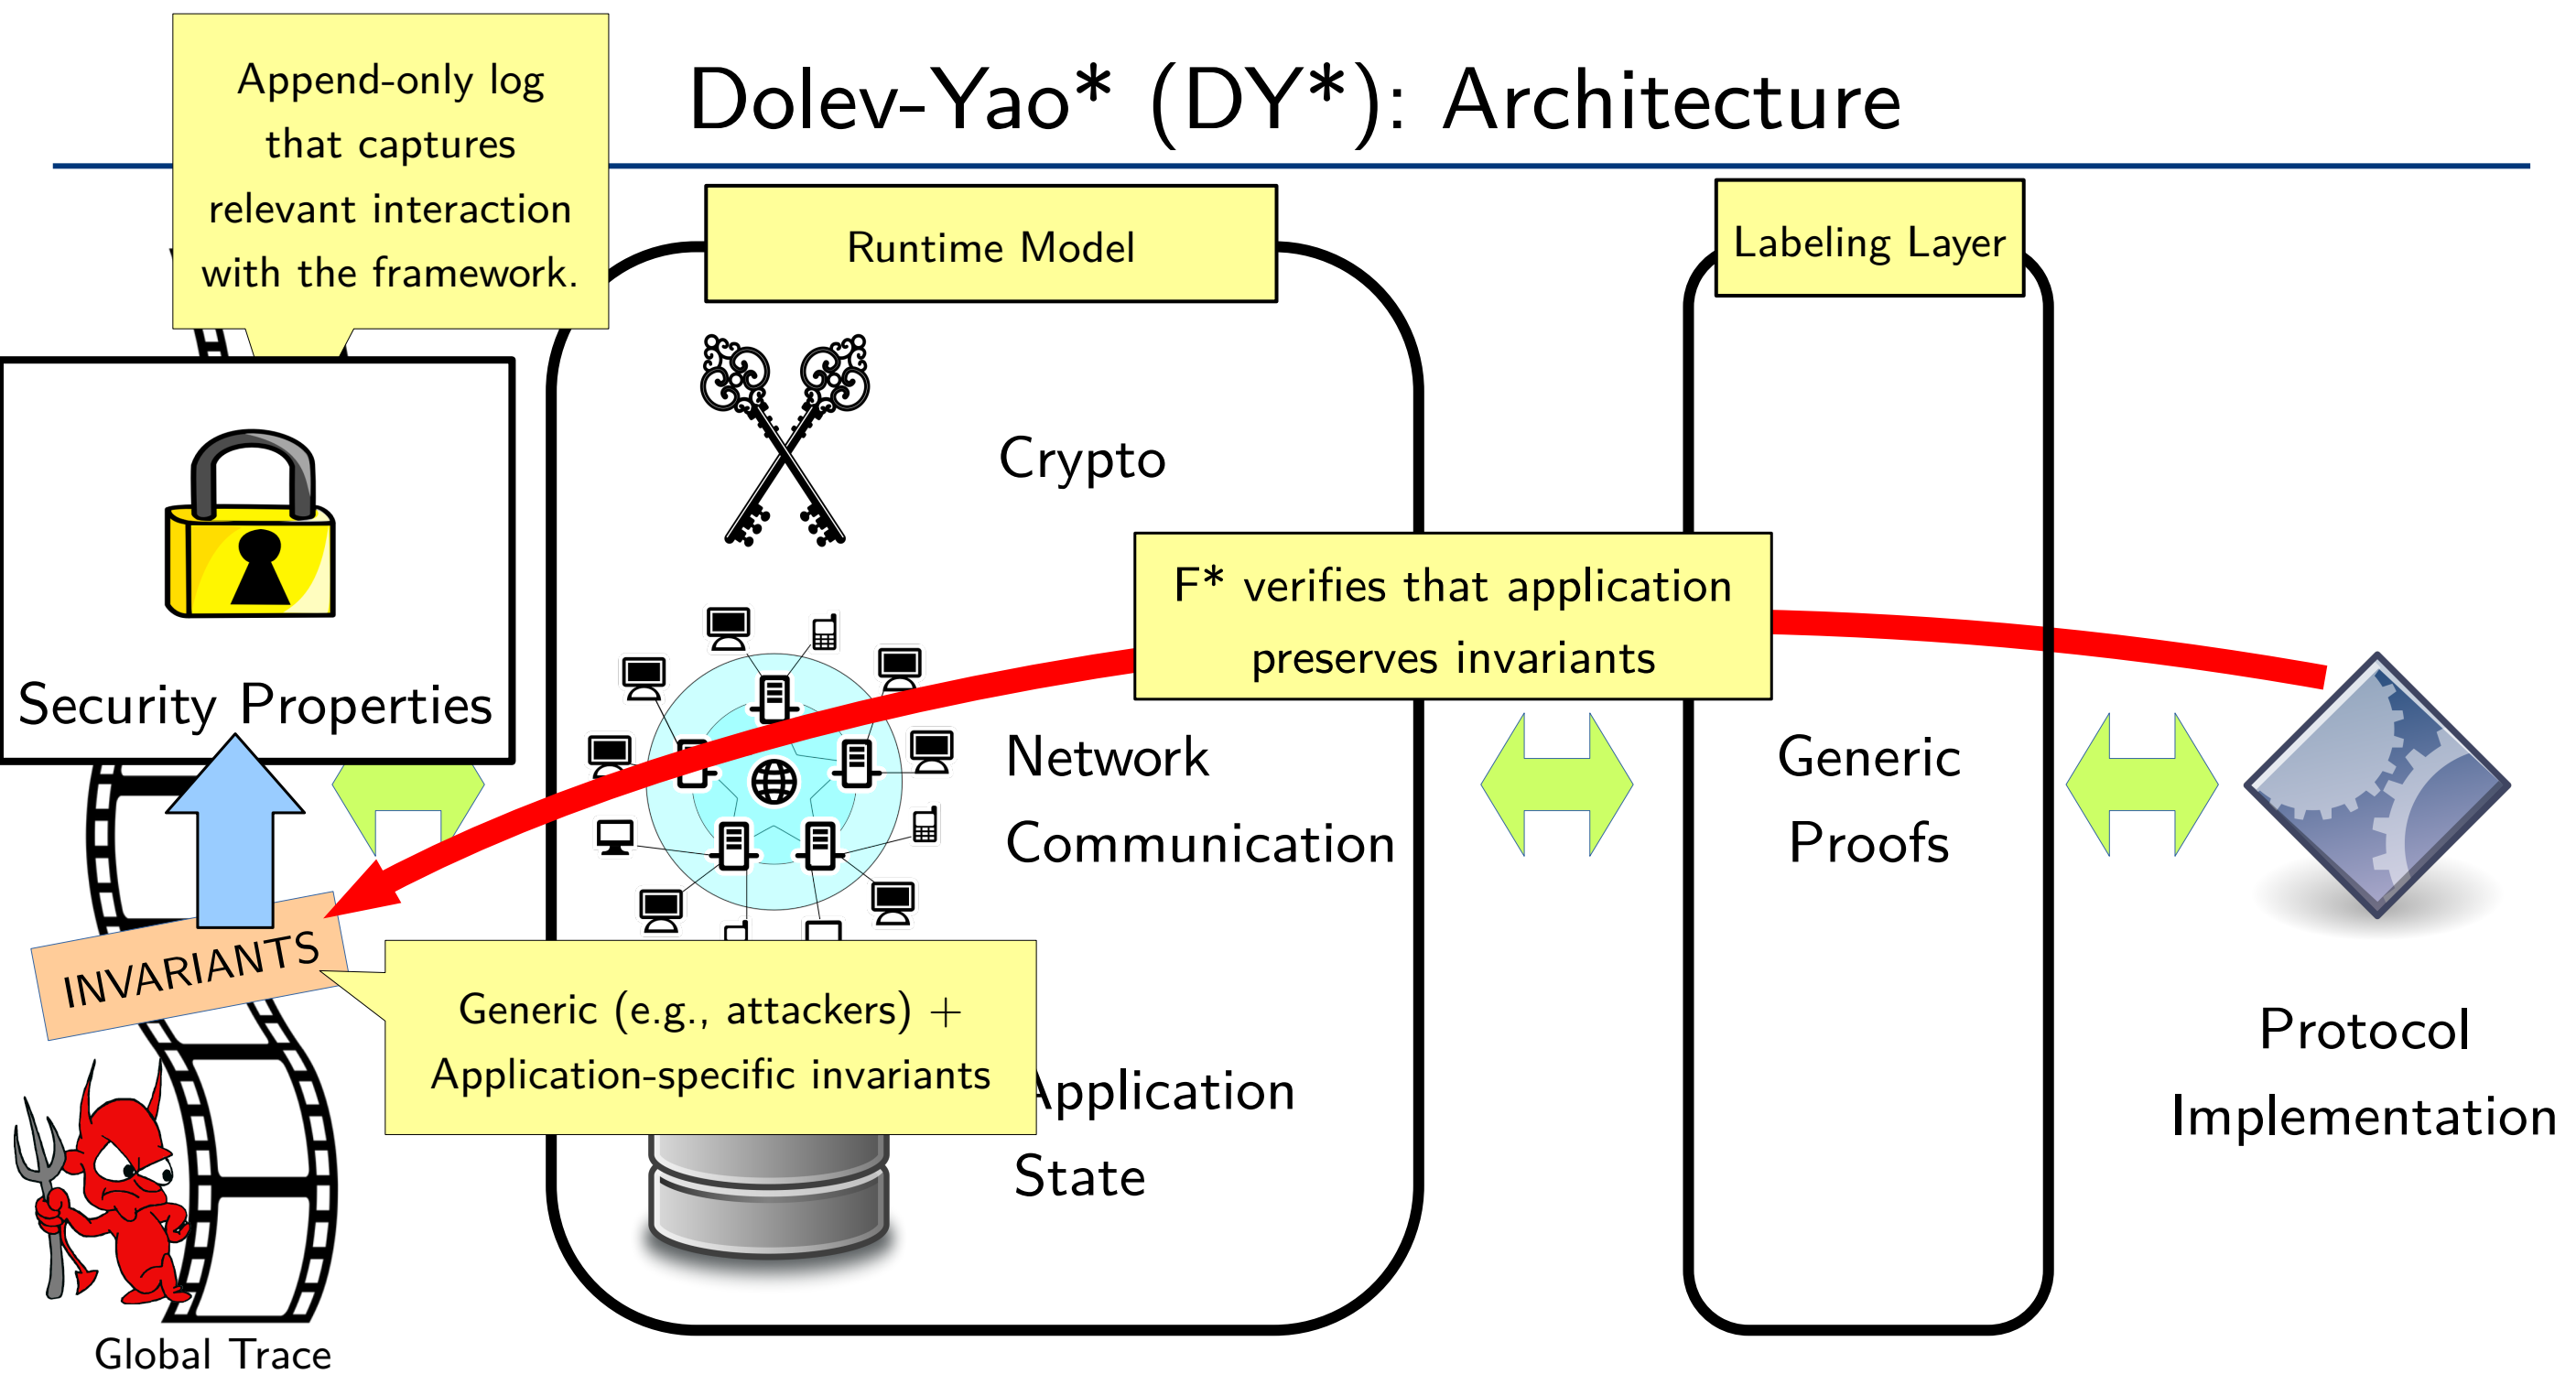 Dolev-Yao* (DY*): Architecture
Append-only log
that captures
relevant interaction
with the framework.
Runtime Model
Labeling Layer
Crypto
F* verifies that application
preserves invariants
Security Properties
Network
Communication
Generic
Proofs
INVARIANTS
Generic (e.g., attackers) +
Application-specific invariants
Application
State
Protocol
Implementation
Global Trace